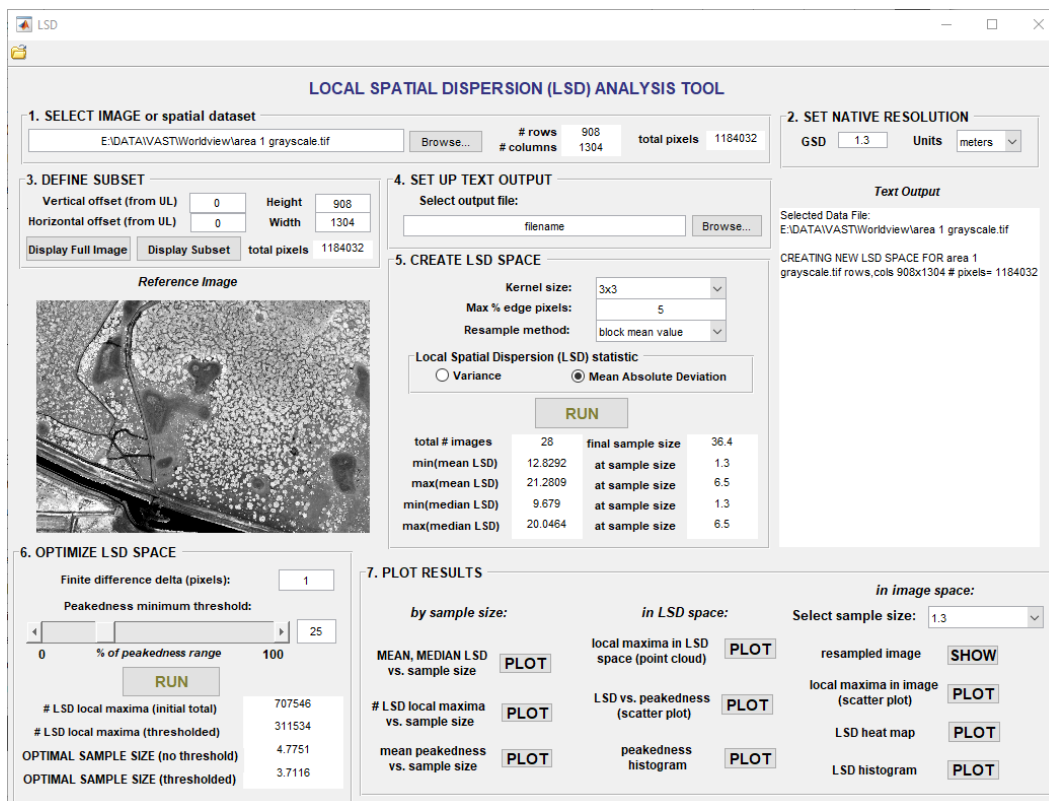 LSD
LOCAL SPATIAL DISPERSION (LSD) ANALYSIS TOOL
1. SELECT IMAGE or spatial dataset
E:\DATA\VAST\Worldview\area 1 grayscale.tif
Browse...
# rows 908
# columns 1304
total pixels 1184032
2. SET NATIVE RESOLUTION
GSD 1.3 Units meters
3. DEFINE SUBSET
Vertical offset (from UL) 0 Height 908
Horizontal offset (from UL) 0 Width 1304
Display Full Image Display Subset total pixels 1184032
Reference Image
4. SET UP TEXT OUTPUT
Select output file:
filename Browse...
5. CREATE LSD SPACE
Kernel size: 3x3
Max % edge pixels: 5
Resample method: block mean value
Local Spatial Dispersion (LSD) statistic
Variance Mean Absolute Deviation
RUN
total # images 28 final sample size 36.4
min(mean LSD) 12.8292 at sample size 1.3
max(mean LSD) 21.2809 at sample size 6.5
min(median LSD) 9.679 at sample size 1.3
max(median LSD) 20.0464 at sample size 6.5
Text Output
Selected Data File:
E:\DATA\VAST\Worldview\area 1 grayscale.tif
CREATING NEW LSD SPACE FOR area 1
grayscale.tif rows,cols 908x1304 # pixels= 1184032
6. OPTIMIZE LSD SPACE
Finite difference delta (pixels): 1
Peakedness minimum threshold:
25
0 % of peakedness range 100
RUN
# LSD local maxima (initial total) 707546
# LSD local maxima (thresholded) 311534
OPTIMAL SAMPLE SIZE (no threshold) 4.7751
OPTIMAL SAMPLE SIZE (thresholded) 3.7116
7. PLOT RESULTS
by sample size:
MEAN, MEDIAN LSD
vs. sample size PLOT
# LSD local maxima
vs. sample size PLOT
mean peakedness
vs. sample size PLOT
in LSD space:
local maxima in LSD
space (point cloud) PLOT
LSD vs. peakedness
(scatter plot) PLOT
peakedness
histogram PLOT
in image space:
Select sample size: 1.3
resampled image SHOW
local maxima in image
(scatter plot) PLOT
LSD heat map PLOT
LSD histogram PLOT